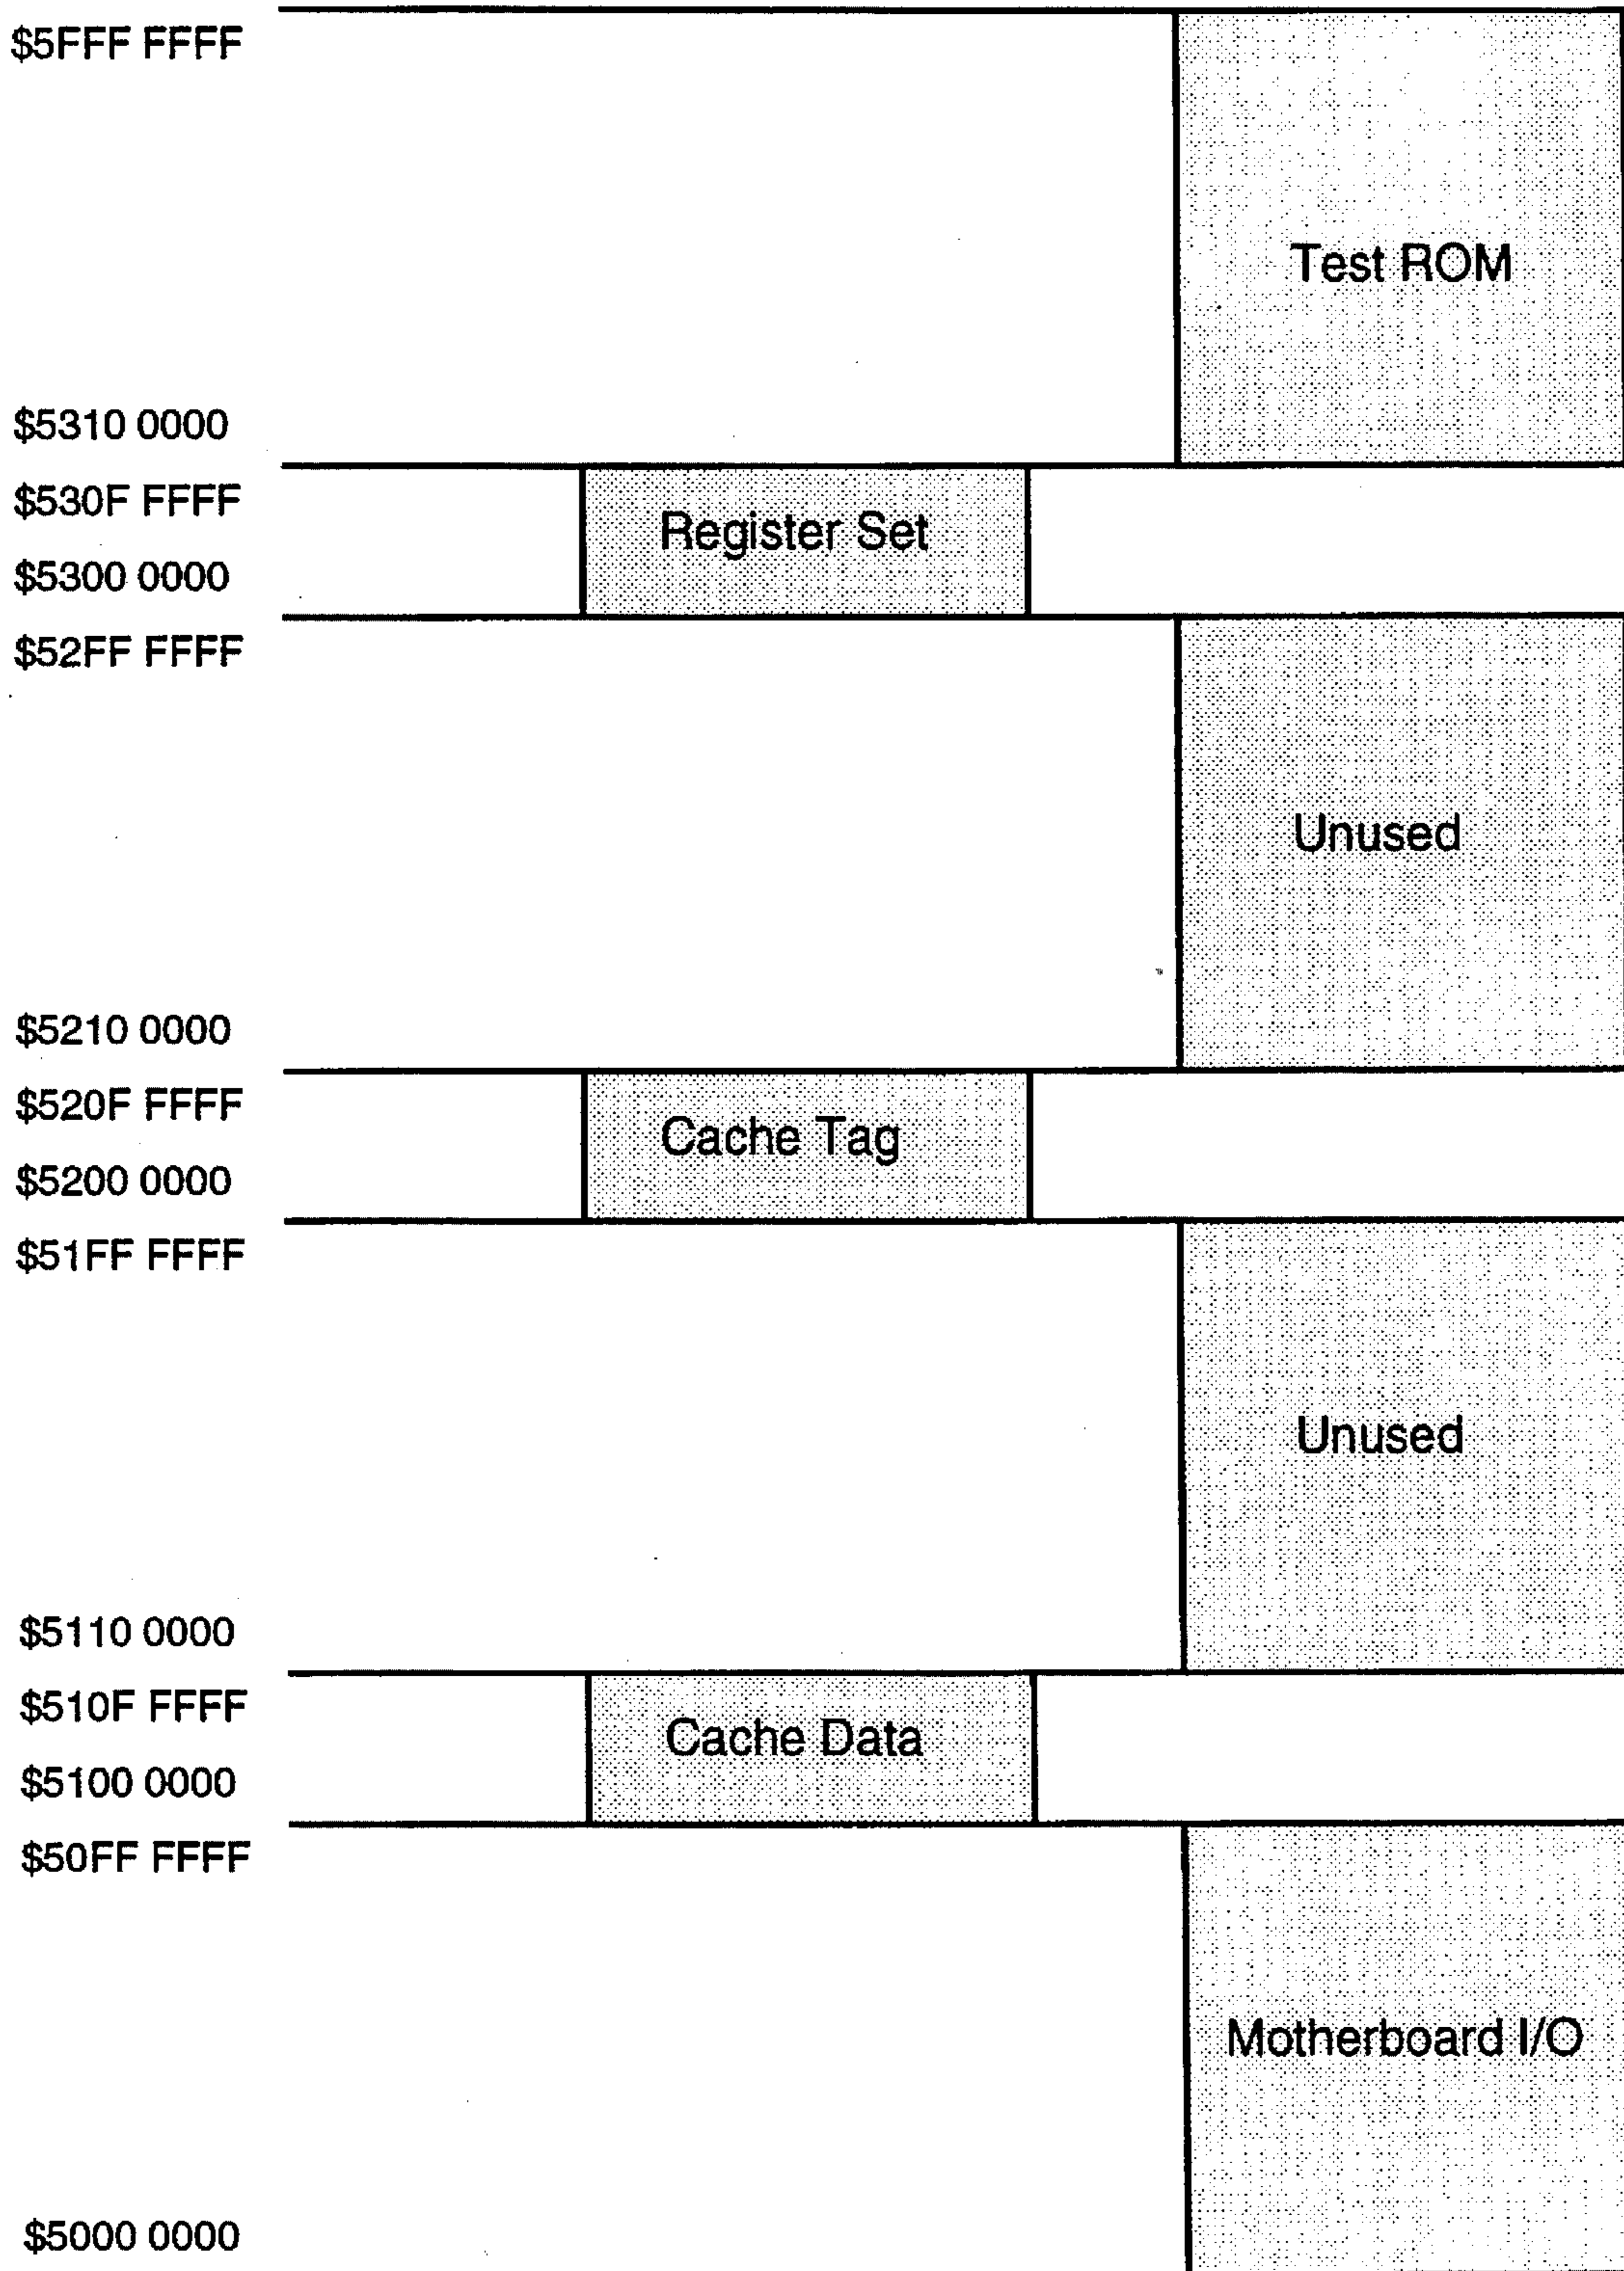 $5FFF FFFF
Test ROM
$5310 0000
$530F FFFF
Register Set
$5300 0000
$52FF FFFF
Unused
$5210 0000
$520F FFFF
Cache Tag
$5200 0000
$51FF FFFF
Unused
$5110 0000
$510F FFFF
Cache Data
$5100 0000
$50FF FFFF
Motherboard I/O
$5000 0000